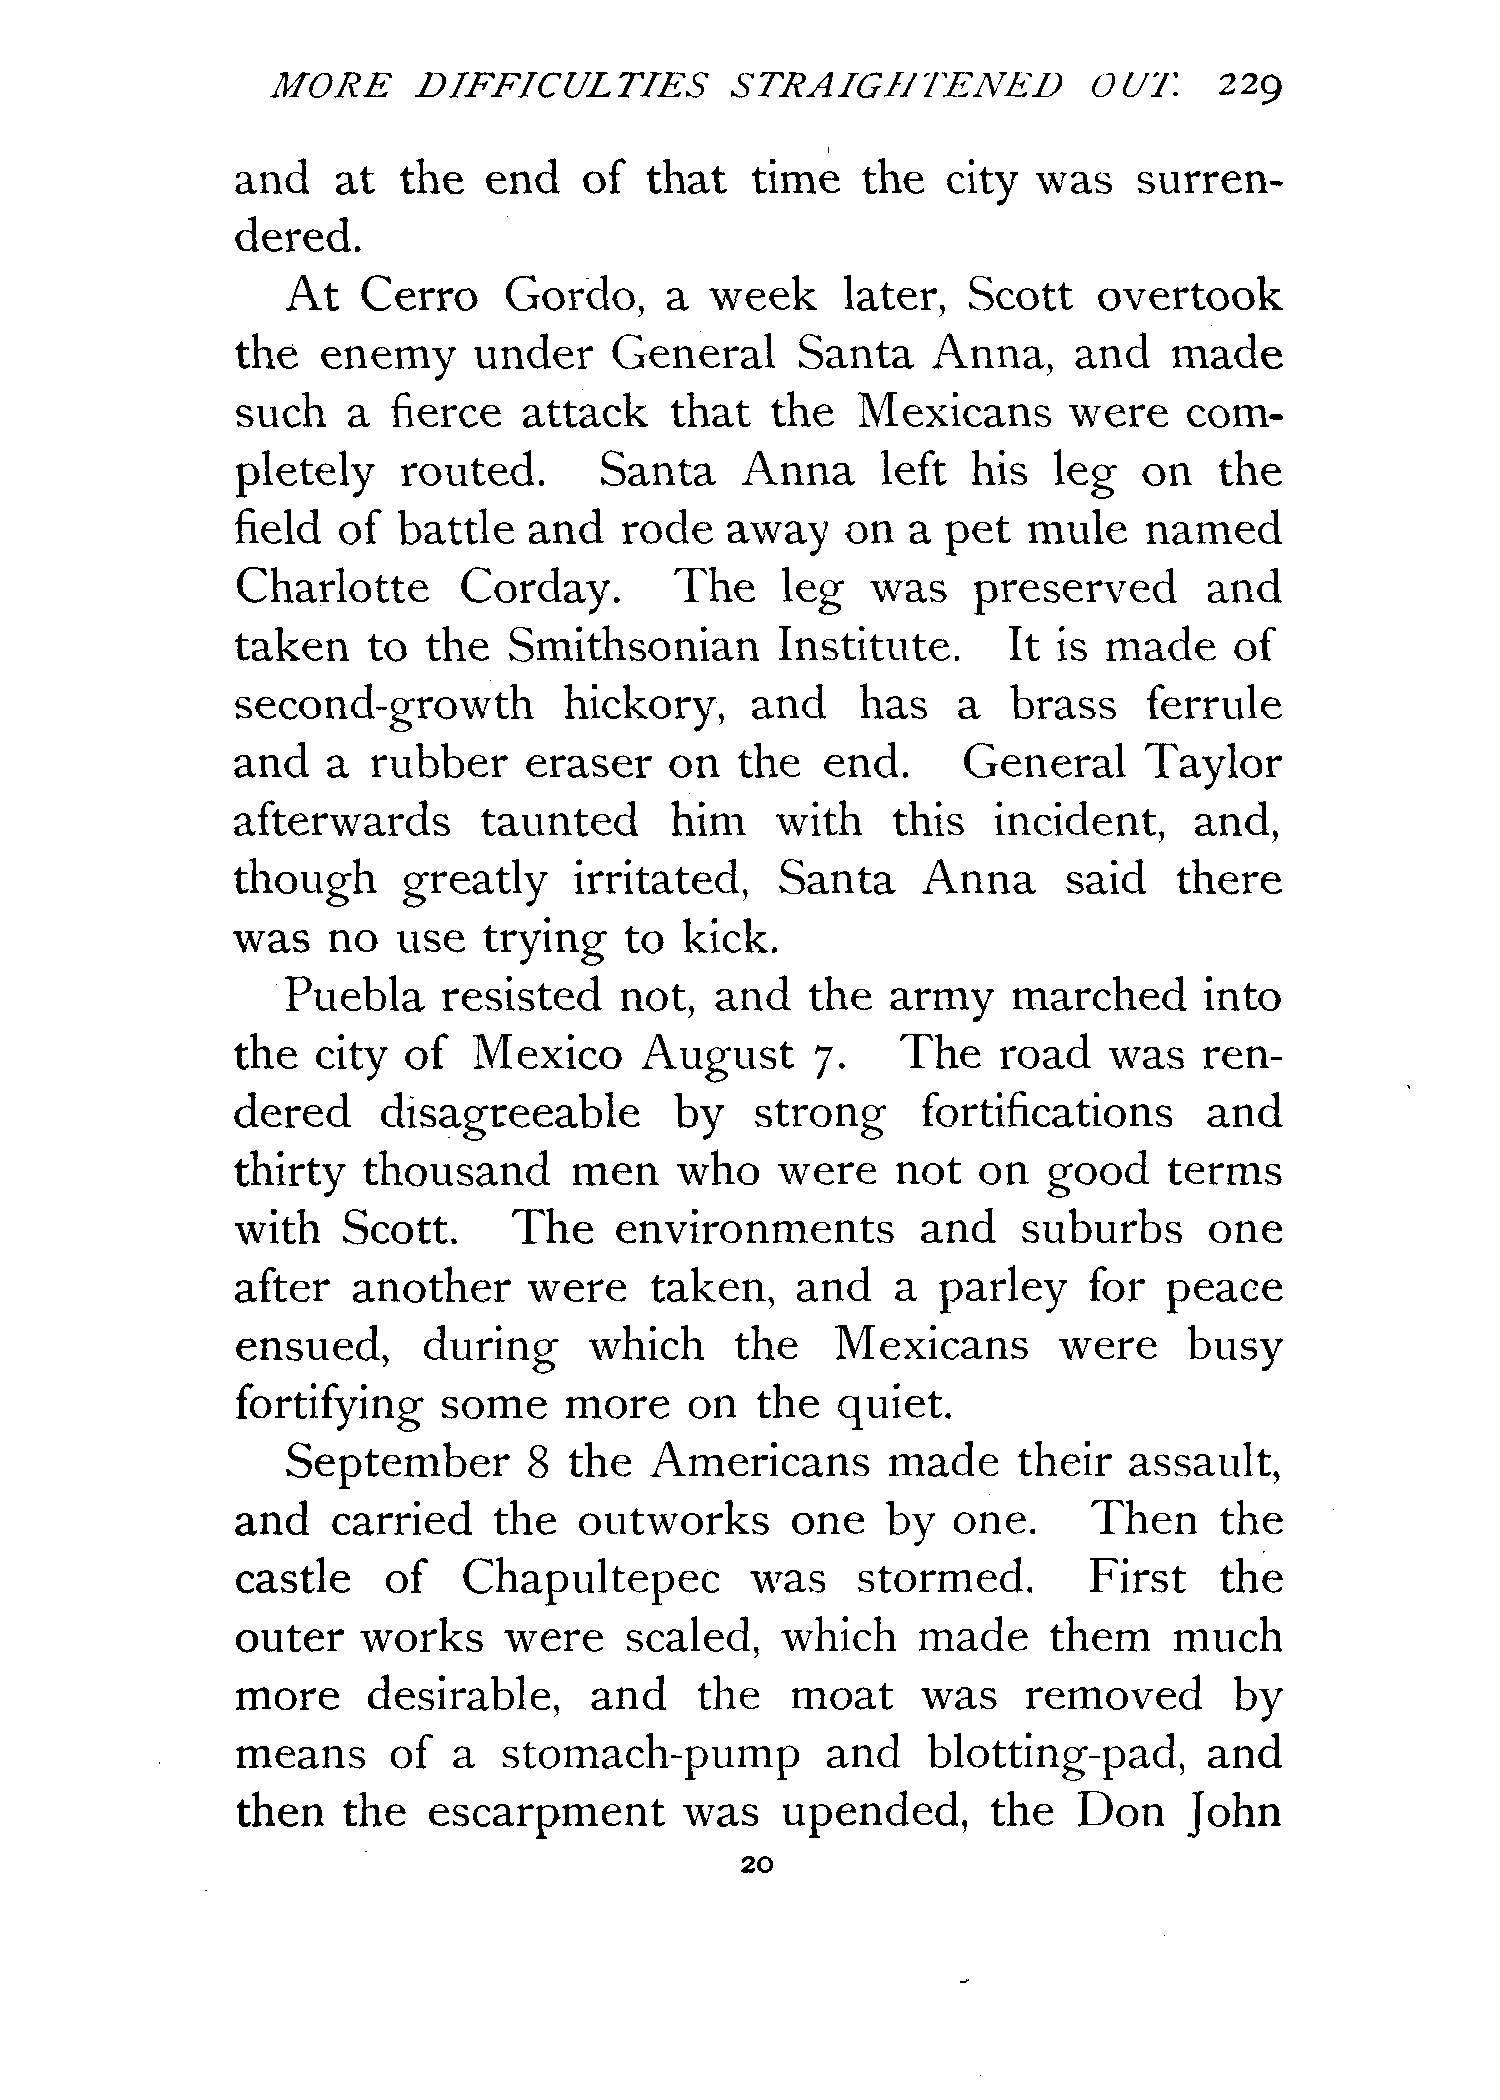 MORE DIFFICULTIES STRAIGHTENED OUT. 229
and at the end of that time the city was surren-
dered.
At Cerro Gordo, a week later, Scott overtook
the enemy under General Santa Anna, and made
such a fierce attack that the Mexicans were com-
pletely routed. Santa Anna left his leg on the
field of battle and rode away on a pet mule named
Charlotte Corday. The leg was preserved and
taken to the Smithsonian Institute. It is made of
second-growth hickory, and has a brass ferrule
and a rubber eraser on the end. General Taylor
afterwards taunted him with this incident, and,
though greatly irritated, Santa Anna said there
was no use trying to kick.
Puebla resisted not, and the army marched into
the city of Mexico August 7. The road was ren-
dered disagreeable by strong fortifications and
thirty thousand men who were not on good terms
with Scott. The environments and suburbs one
after another were taken, and a parley for peace
ensued, during which the Mexicans were busy
fortifying some more on the quiet.
September 8 the Americans made their assault,
and carried the outworks one by one. Then the
castle of Chapultepec was stormed. First the
outer works were scaled, which made them much
more desirable, and the moat was removed by
means of a stomach-pump and blotting-pad, and
then the escarpment was upended, the Don John
20